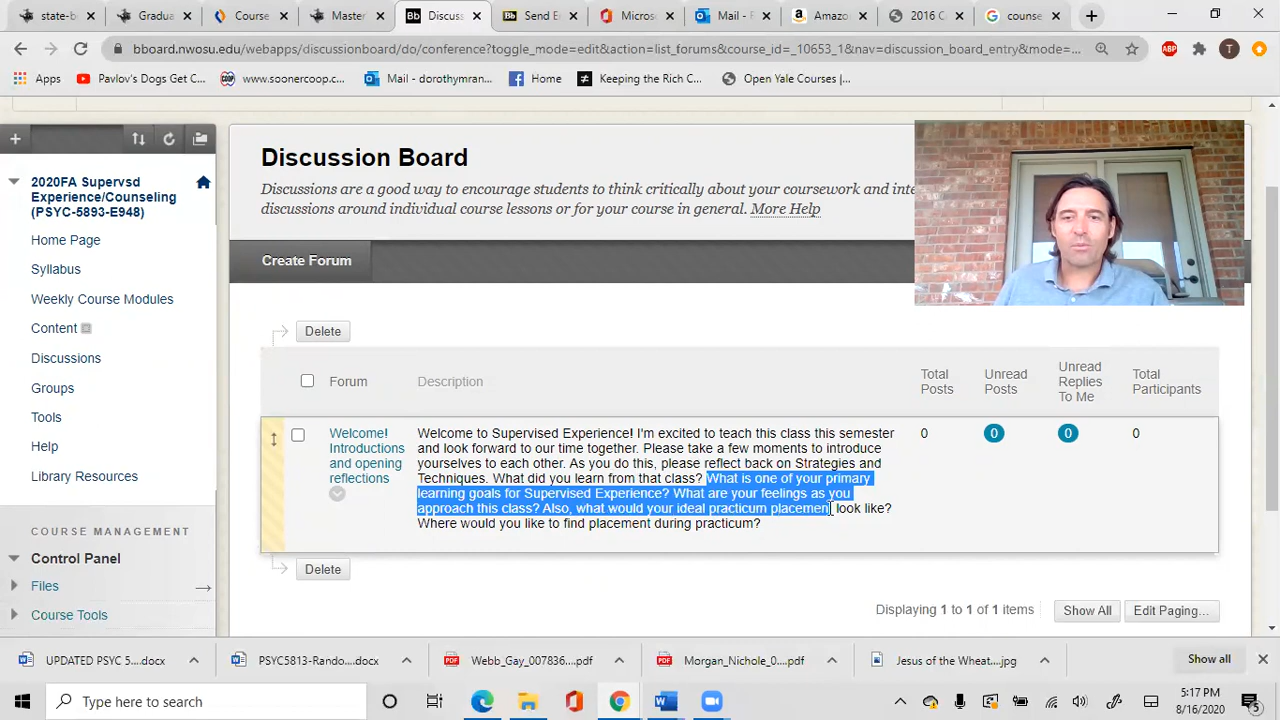 state-b
Gradua
Course
Master
Bb Discuss
Bb Send E
Micros
Mail - F
Amazo
2016 C
counse
bboard.nwosu.edu/webapps/discussionboard/do/conference?toggle_mode=edit&action=list_forums&course_id=_10653_1&nav=discussion_board_entry&mode=...
ABP
T
Apps
Pavlov's Dogs Get C...
www.soonercoop.co...
Mail - dorothymran...
Home
Keeping the Rich C...
Open Yale Courses |...
2020FA Supervsd
Experience/Counseling
(PSYC-5893-E948)
Home Page
Syllabus
Weekly Course Modules
Content
Discussions
Groups
Tools
Help
Library Resources
COURSE MANAGEMENT
Control Panel
Files
Course Tools
Discussion Board
Discussions are a good way to encourage students to think critically about your coursework and inte
discussions around individual course lessons or for your course in general. More Help
Create Forum
Delete
Forum
Description
Total
Posts
Unread
Posts
Unread
Replies
To Me
Total
Participants
Welcome!
Introductions
and opening
reflections
Welcome to Supervised Experience! I'm excited to teach this class this semester
and look forward to our time together. Please take a few moments to introduce
yourselves to each other. As you do this, please reflect back on Strategies and
Techniques. What did you learn from that class? What is one of your primary
learning goals for Supervised Experience? What are your feelings as you
approach this class? Also, what would your ideal practicum placement look like?
Where would you like to find placement during practicum?
0
0
0
0
Delete
Displaying 1 to 1 of 1 items
Show All
Edit Paging...
UPDATED PSYC 5....docx
PSYC5813-Rando....docx
Webb_Gay_007836....pdf
Morgan_Nichole_0....pdf
Jesus of the Wheat....jpg
Show all
Type here to search
5:17 PM
8/16/2020
5